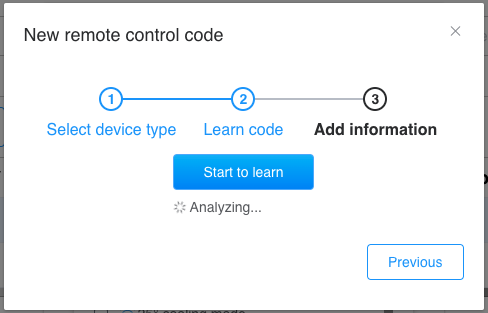 New remote control code
1
2
3
Select device type
Learn code
Add information
Start to learn
Analyzing...
Previous